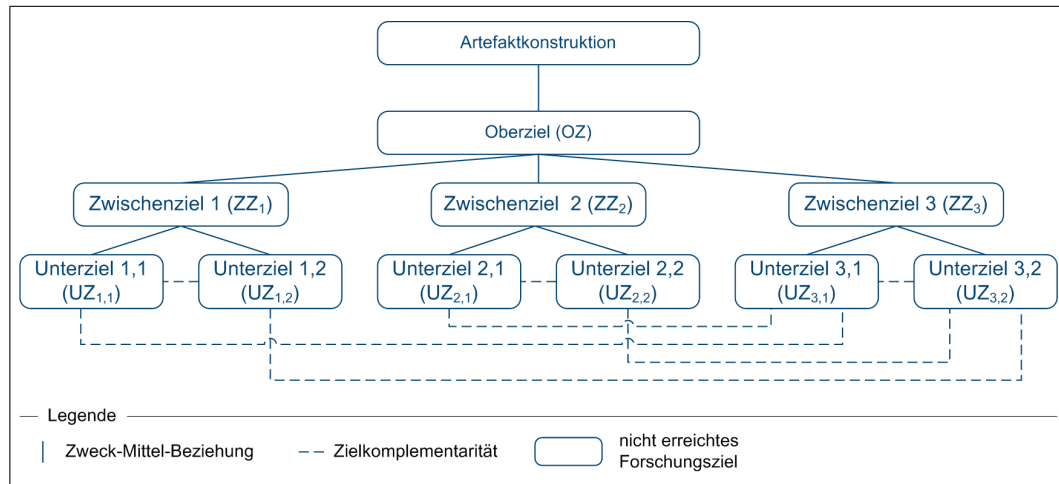 Artefaktkonstruktion
Oberziel (OZ)
Zwischenziel 1 (ZZ₁)
Zwischenziel 2 (ZZ₂)
Zwischenziel 3 (ZZ₃)
Unterziel 1,1
(UZ₁,₁)
Unterziel 1,2
(UZ₁,₂)
Unterziel 2,1
(UZ₂,₁)
Unterziel 2,2
(UZ₂,₂)
Unterziel 3,1
(UZ₃,₁)
Unterziel 3,2
(UZ₃,₂)
Legende
Zweck-Mittel-Beziehung
Zielkomplementarität
nicht erreichtes
Forschungsziel